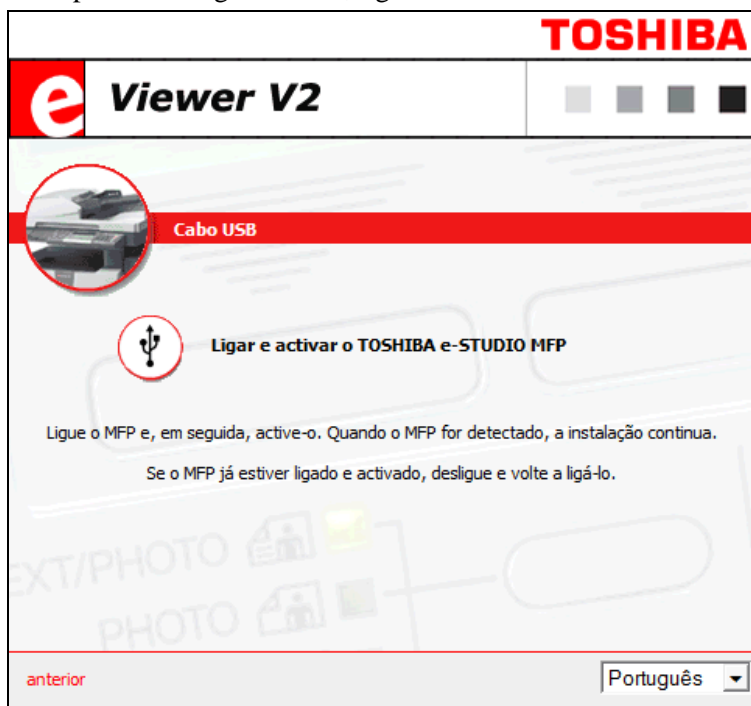 TOSHIBA
e Viewer V2
Cabo USB
Ligar e activar o TOSHIBA e-STUDIO MFP
Ligue o MFP e, em seguida, active-o. Quando o MFP for detectado, a instalação continua.
Se o MFP já estiver ligado e activado, desligue e volte a ligá-lo.
EXT/PHOTO
PHOTO
anterior
Português